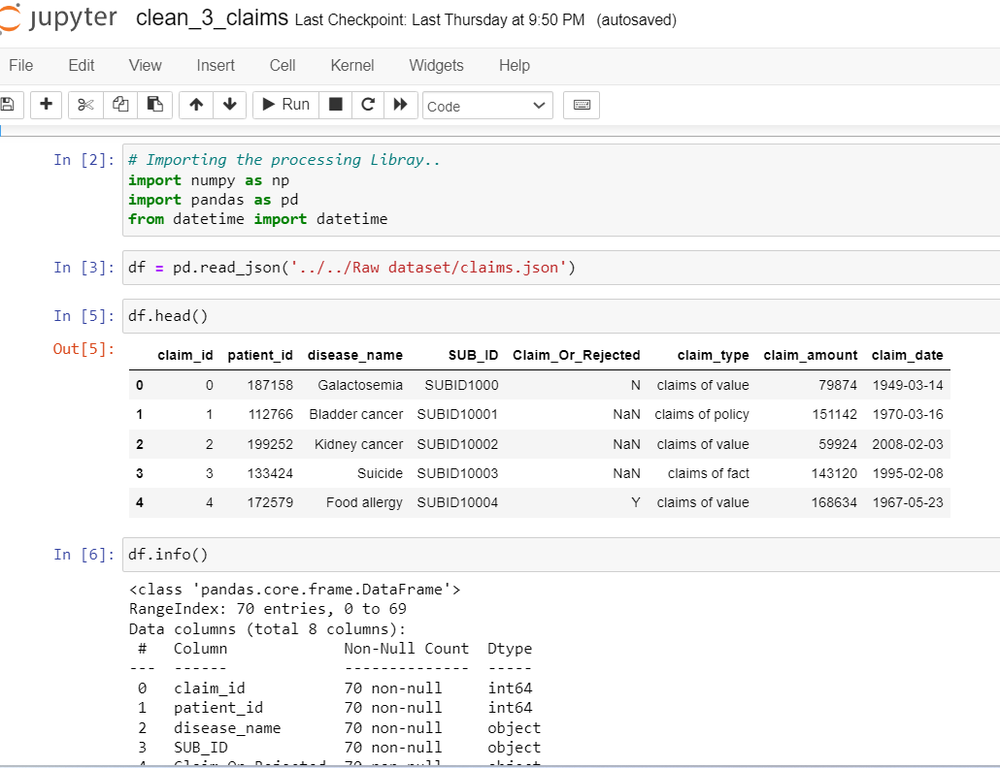 jupyter clean_3_claims Last Checkpoint: Last Thursday at 9:50 PM (autosaved)
File Edit View Insert Cell Kernel Widgets Help
Run Code
In [2]: # Importing the processing Libray..
import numpy as np
import pandas as pd
from datetime import datetime
In [3]: df = pd.read_json('../../Raw dataset/claims.json')
In [5]: df.head()
Out[5]:
claim_id patient_id disease_name SUB_ID Claim_Or_Rejected claim_type claim_amount claim_date
0 0 187158 Galactosemia SUBID1000 N claims of value 79874 1949-03-14
1 1 112766 Bladder cancer SUBID10001 NaN claims of policy 151142 1970-03-16
2 2 199252 Kidney cancer SUBID10002 NaN claims of value 59924 2008-02-03
3 3 133424 Suicide SUBID10003 NaN claims of fact 143120 1995-02-08
4 4 172579 Food allergy SUBID10004 Y claims of value 168634 1967-05-23
In [6]: df.info()
<class 'pandas.core.frame.DataFrame'>
RangeIndex: 70 entries, 0 to 69
Data columns (total 8 columns):
# Column Non-Null Count Dtype
--- ------ -------------- -----
0 claim_id 70 non-null int64
1 patient_id 70 non-null int64
2 disease_name 70 non-null object
3 SUB_ID 70 non-null object
4 Claim_Or_Rejected 70 non-null object